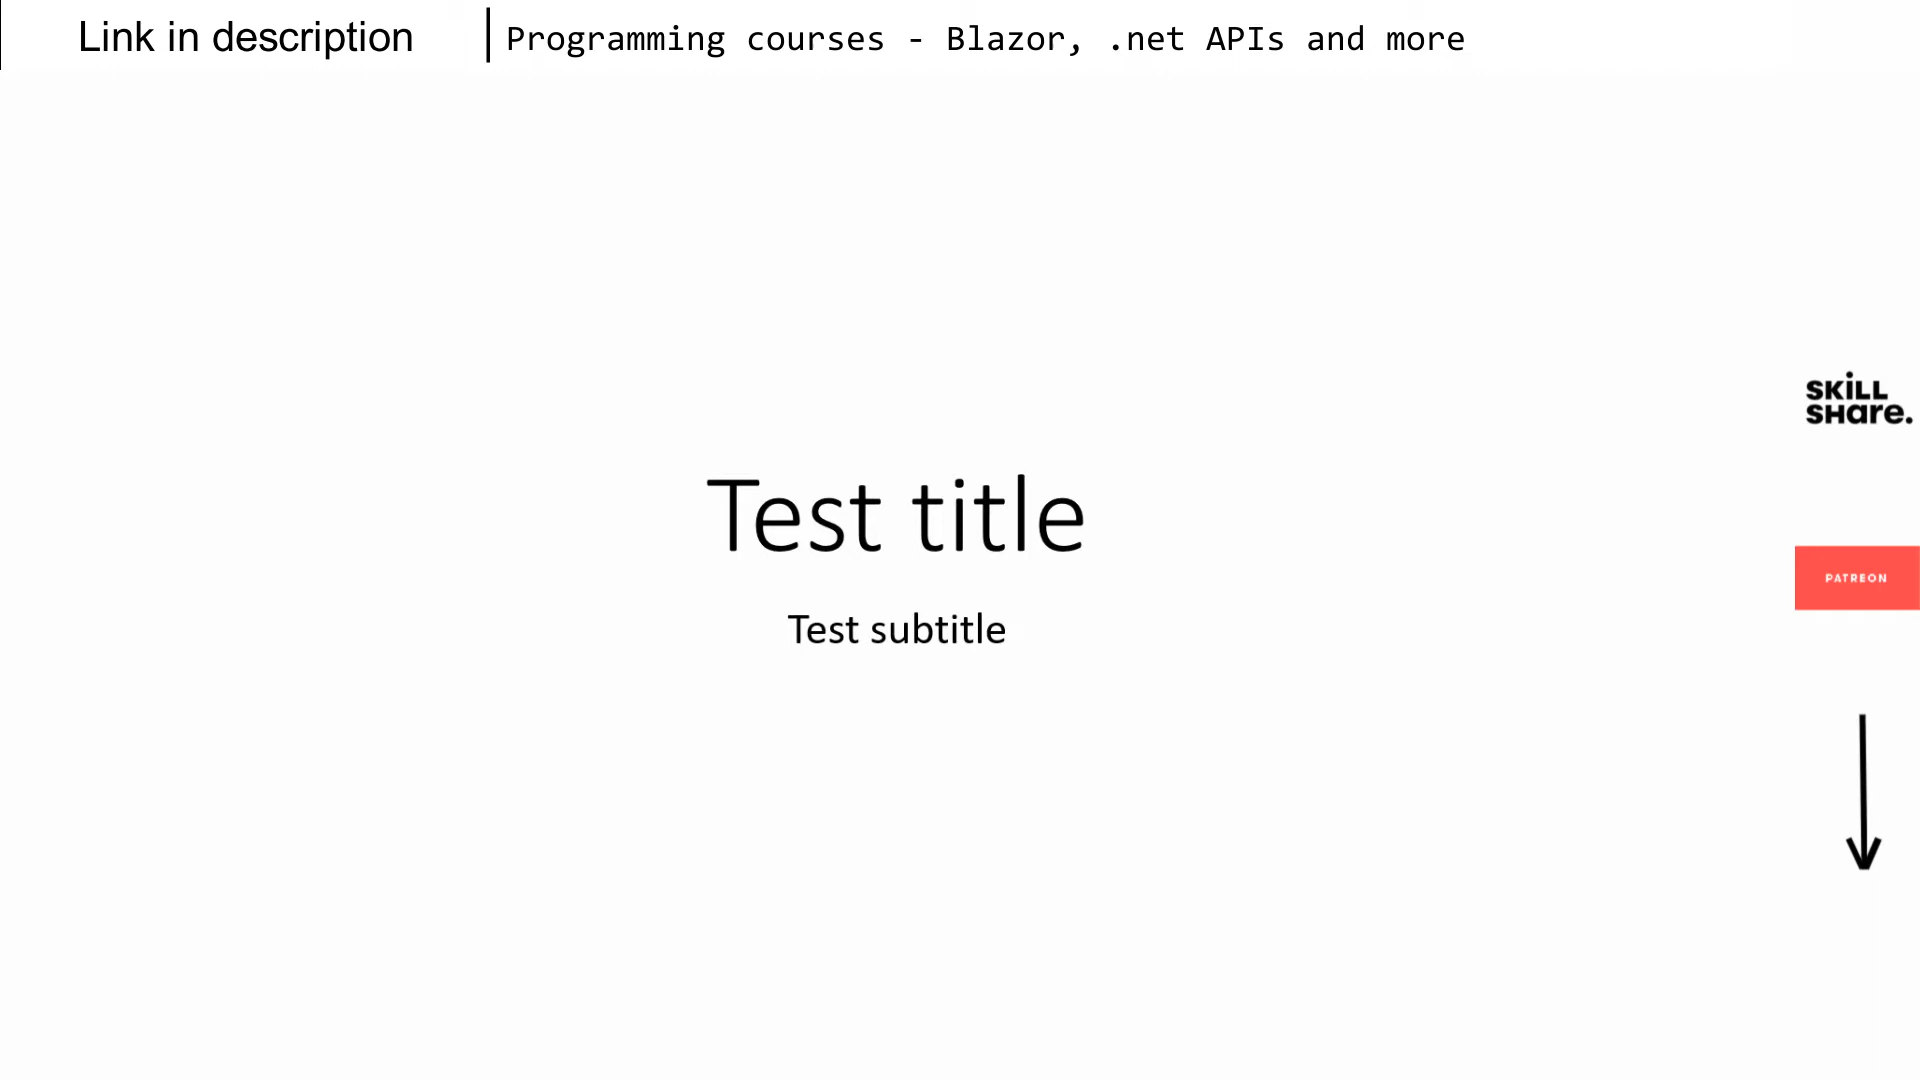 Link in description
Programming courses - Blazor, .net APIs and more
SKiLL
SHare.
Test title
PATREON
Test subtitle